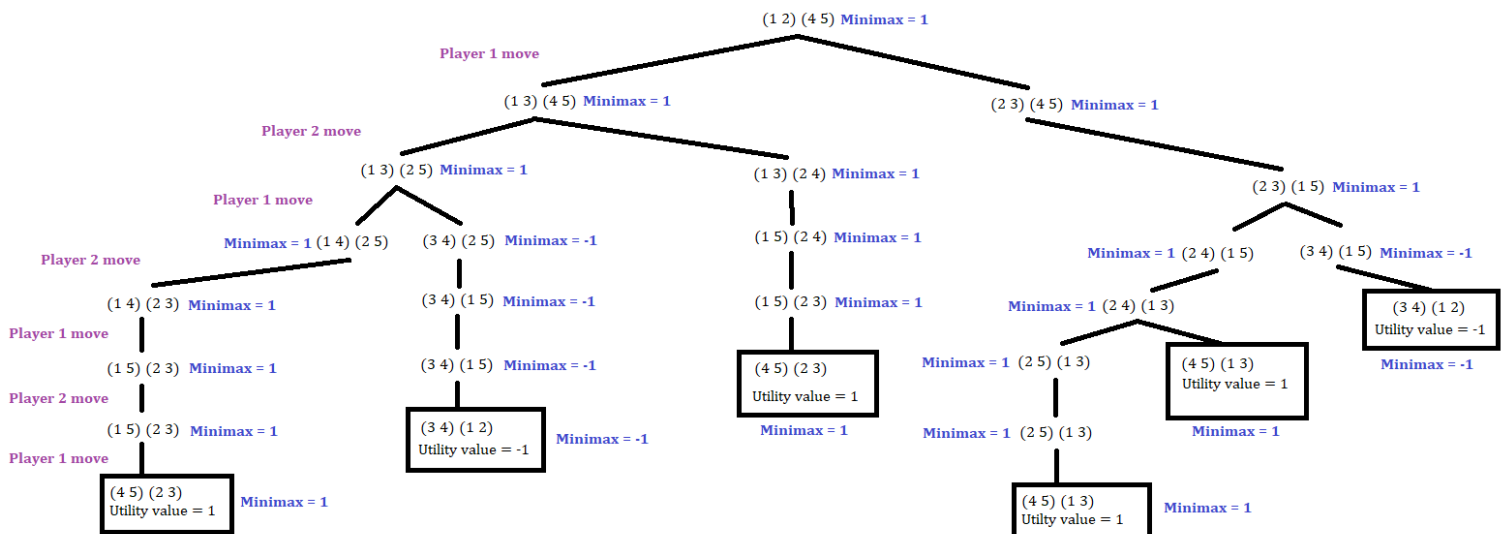 (1 2) (4 5) Minimax = 1
Player 1 move
(1 3) (4 5) Minimax = 1
(2 3) (4 5) Minimax = 1
Player 2 move
(1 3) (2 5) Minimax = 1
(1 3) (2 4) Minimax = 1
(2 3) (1 5) Minimax = 1
Player 1 move
Minimax = 1 (1 4) (2 5)
(3 4) (2 5) Minimax = -1
(1 5) (2 4) Minimax = 1
Minimax = 1 (2 4) (1 5)
(3 4) (1 5) Minimax = -1
Player 2 move
(1 4) (2 3) Minimax = 1
(3 4) (1 5) Minimax = -1
(1 5) (2 3) Minimax = 1
Minimax = 1 (2 4) (1 3)
(3 4) (1 2)
Utility value = -1
Minimax = -1
Player 1 move
(1 5) (2 3) Minimax = 1
(3 4) (1 5) Minimax = -1
(4 5) (2 3)
Utility value = 1
Minimax = 1
Minimax = 1 (2 5) (1 3)
(4 5) (1 3)
Utility value = 1
Minimax = 1
Player 2 move
(1 5) (2 3) Minimax = 1
(3 4) (1 2)
Utility value = -1
Minimax = -1
Minimax = 1 (2 5) (1 3)
Player 1 move
(4 5) (2 3)
Utility value = 1
Minimax = 1
(4 5) (1 3)
Utilty value = 1
Minimax = 1